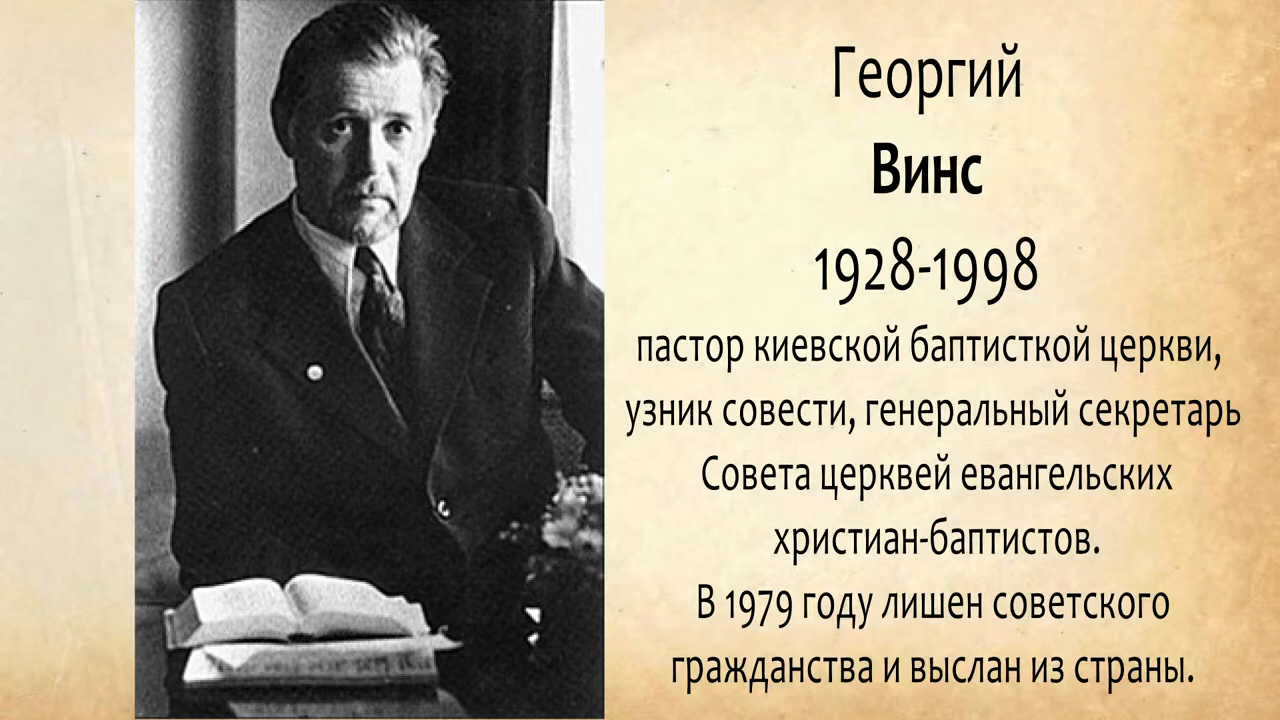 Георгий
Винс
1928-1998
пастор киевской баптисткой церкви,
узник совести, генеральный секретарь
Совета церквей евангельских
христиан-баптистов.
В 1979 году лишен советского
гражданства и выслан из страны.